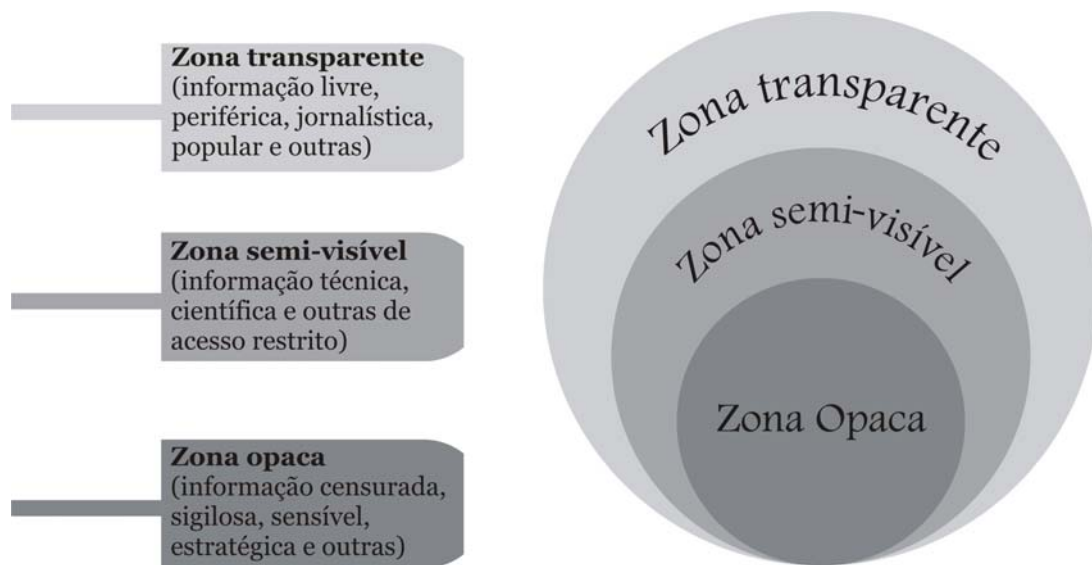 Zona transparente
(informação livre,
periférica, jornalística,
popular e outras)
Zona semi-visível
(informação técnica,
científica e outras de
acesso restrito)
Zona opaca
(informação censurada,
sigilosa, sensível,
estratégica e outras)
Zona transparente
Zona semi-visível
Zona Opaca